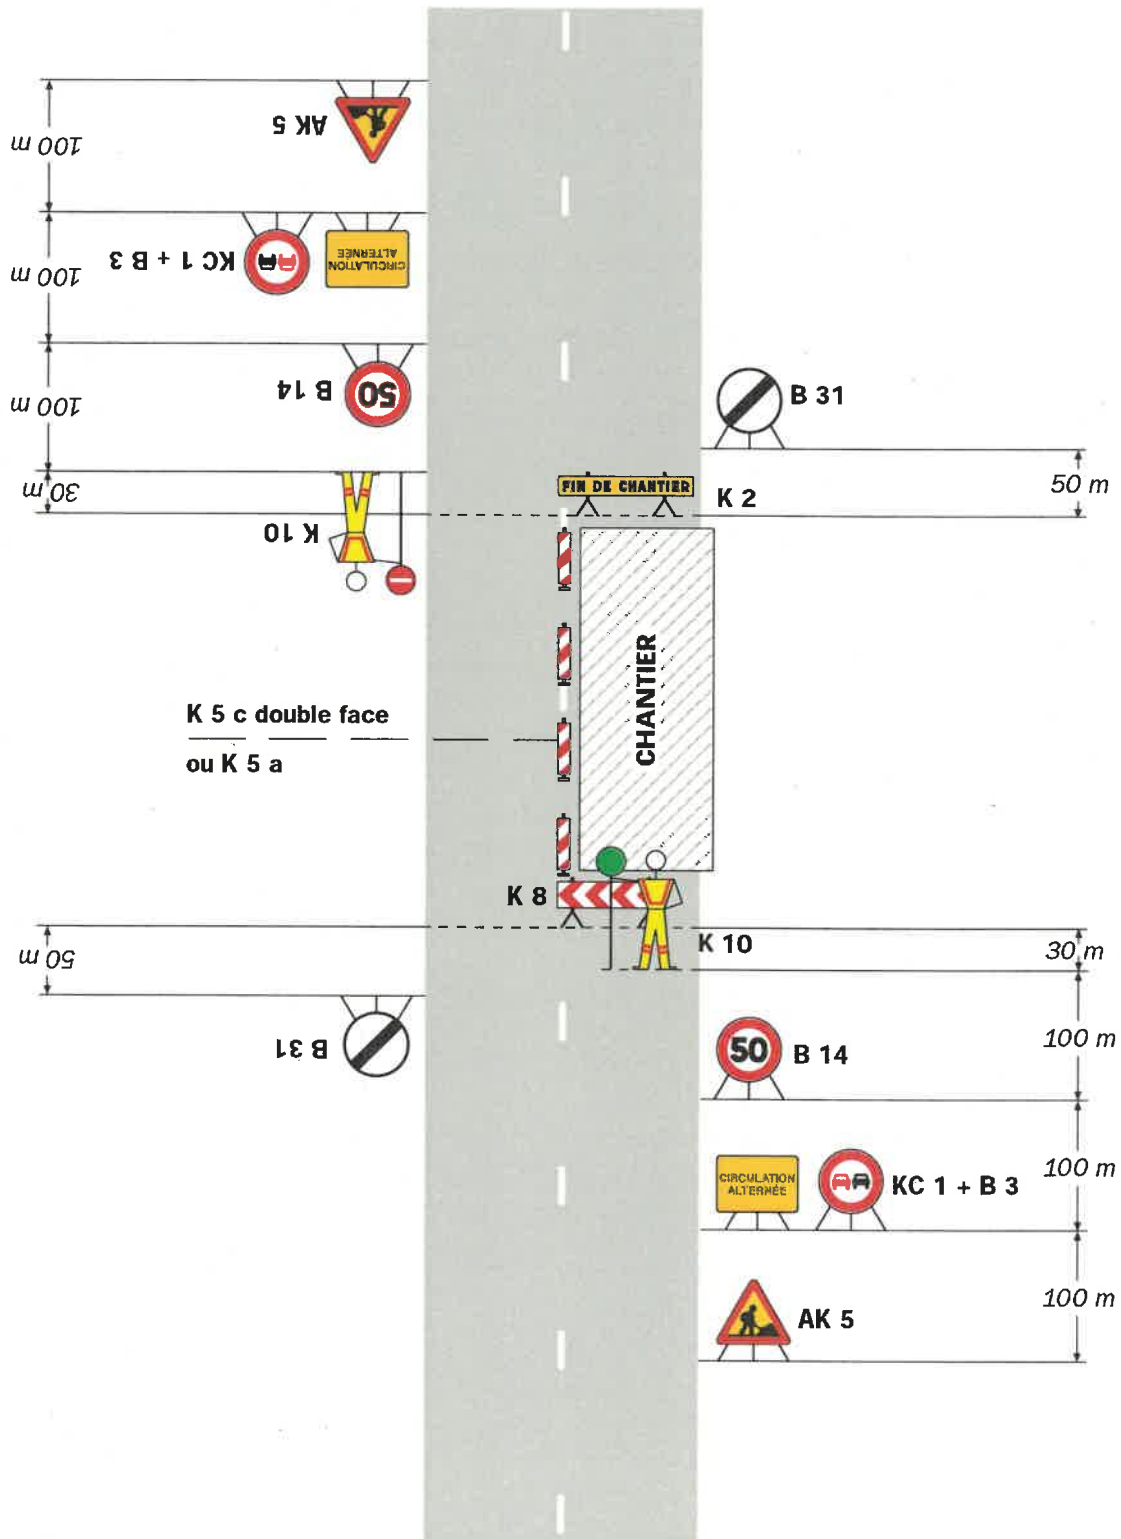 AK 5
100 m
KC 1 + B 3
CIRCULATION
ALTERNÉE
100 m
B 14
50
100 m
B 31
30 m
FIN DE CHANTIER
K 2
50 m
K 10
CHANTIER
K 5 c double face
ou K 5 a
K 8
K 10
30 m
50 m
B 31
50
B 14
100 m
CIRCULATION
ALTERNÉE
KC 1 + B 3
100 m
AK 5
100 m